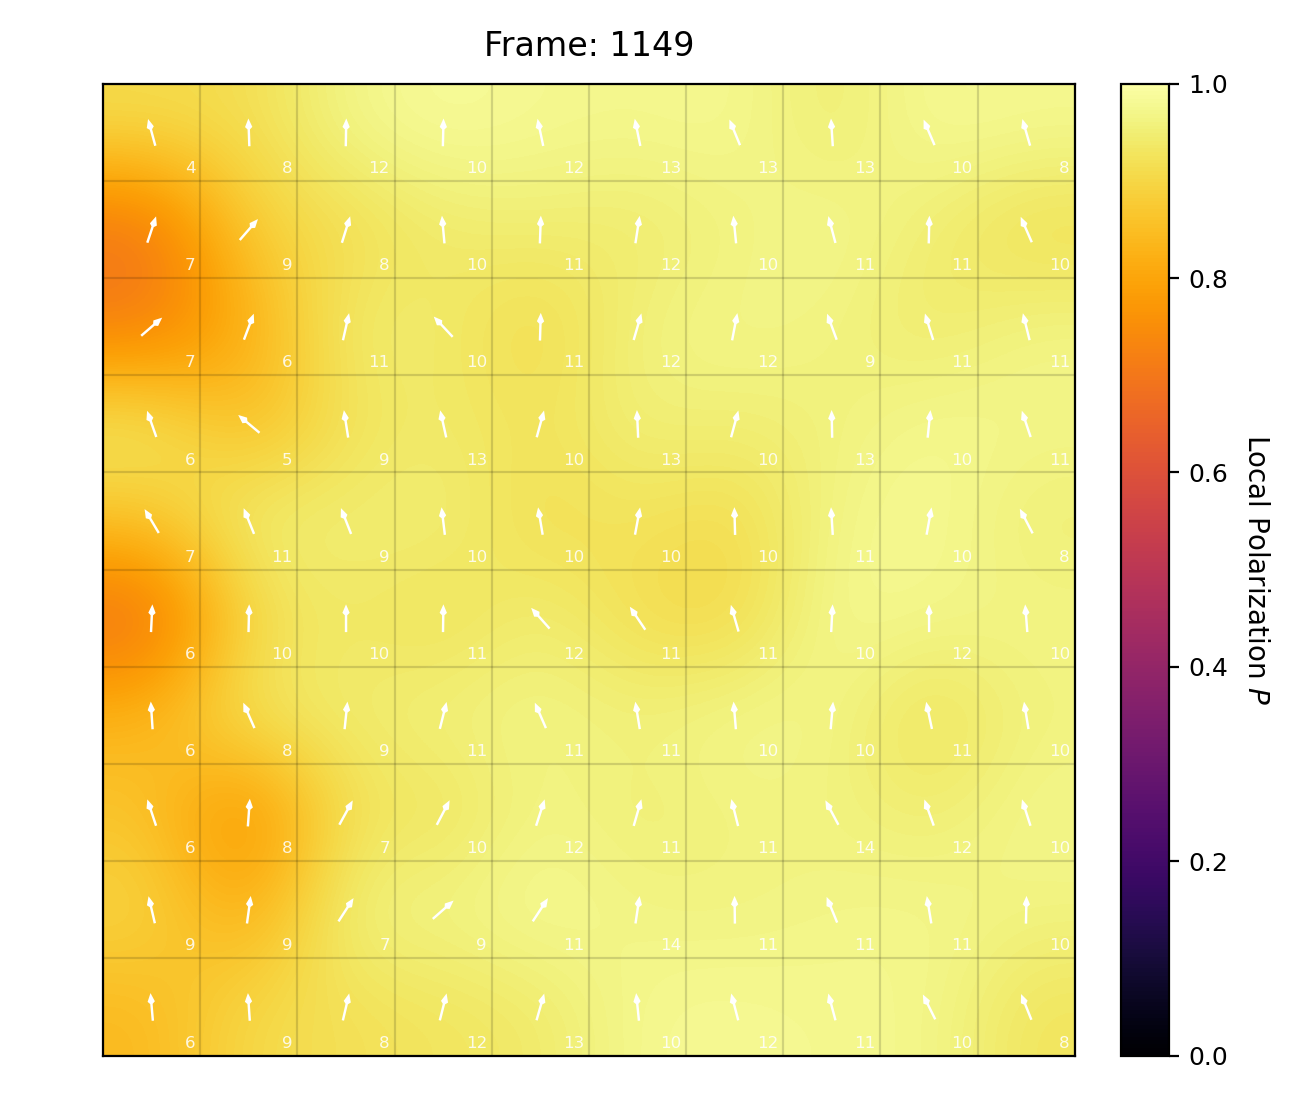 Frame: 1149
4 8 12 10 12 13 13 13 10 8
7 9 8 10 11 12 10 11 11 10
7 6 11 10 11 12 12 9 11 11
6 5 9 13 10 13 10 13 10 11
7 11 9 10 10 10 10 11 10 8
6 10 10 11 12 11 11 10 12 10
6 8 9 11 11 11 10 10 11 10
6 8 7 10 12 11 11 14 12 10
9 9 7 9 11 14 11 11 11 10
6 9 8 12 13 10 12 11 10 8
1.0
0.8
0.6
0.4
0.2
0.0
Local Polarization P